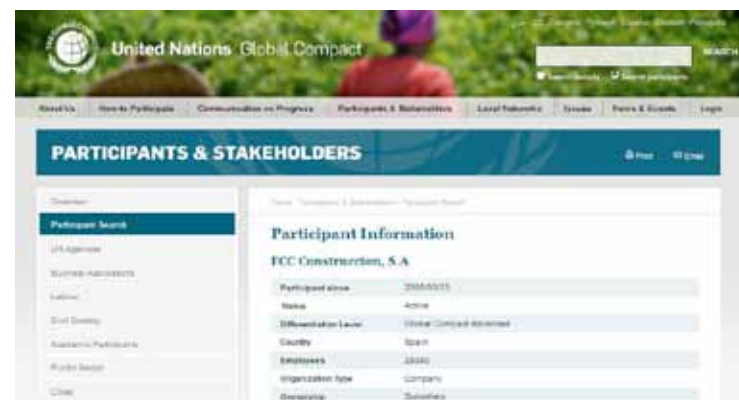 United Nations Global Compact
SEARCH
Search participants
About Us How to Participate Communication on Progress Participants & Stakeholders Local Networks Issues News & Events Login
PARTICIPANTS & STAKEHOLDERS
Print Email
Overview
Participant Search
UN Agencies
Business Associations
Labour
Civil Society
Academic Participants
Public Sector
Cities
Participant Information
FCC Construccion, S.A
Participant since
Status Active
Differentiation Level Global Compact Advanced
Country Spain
Employees
Organization Type Company
Ownership Subsidiary